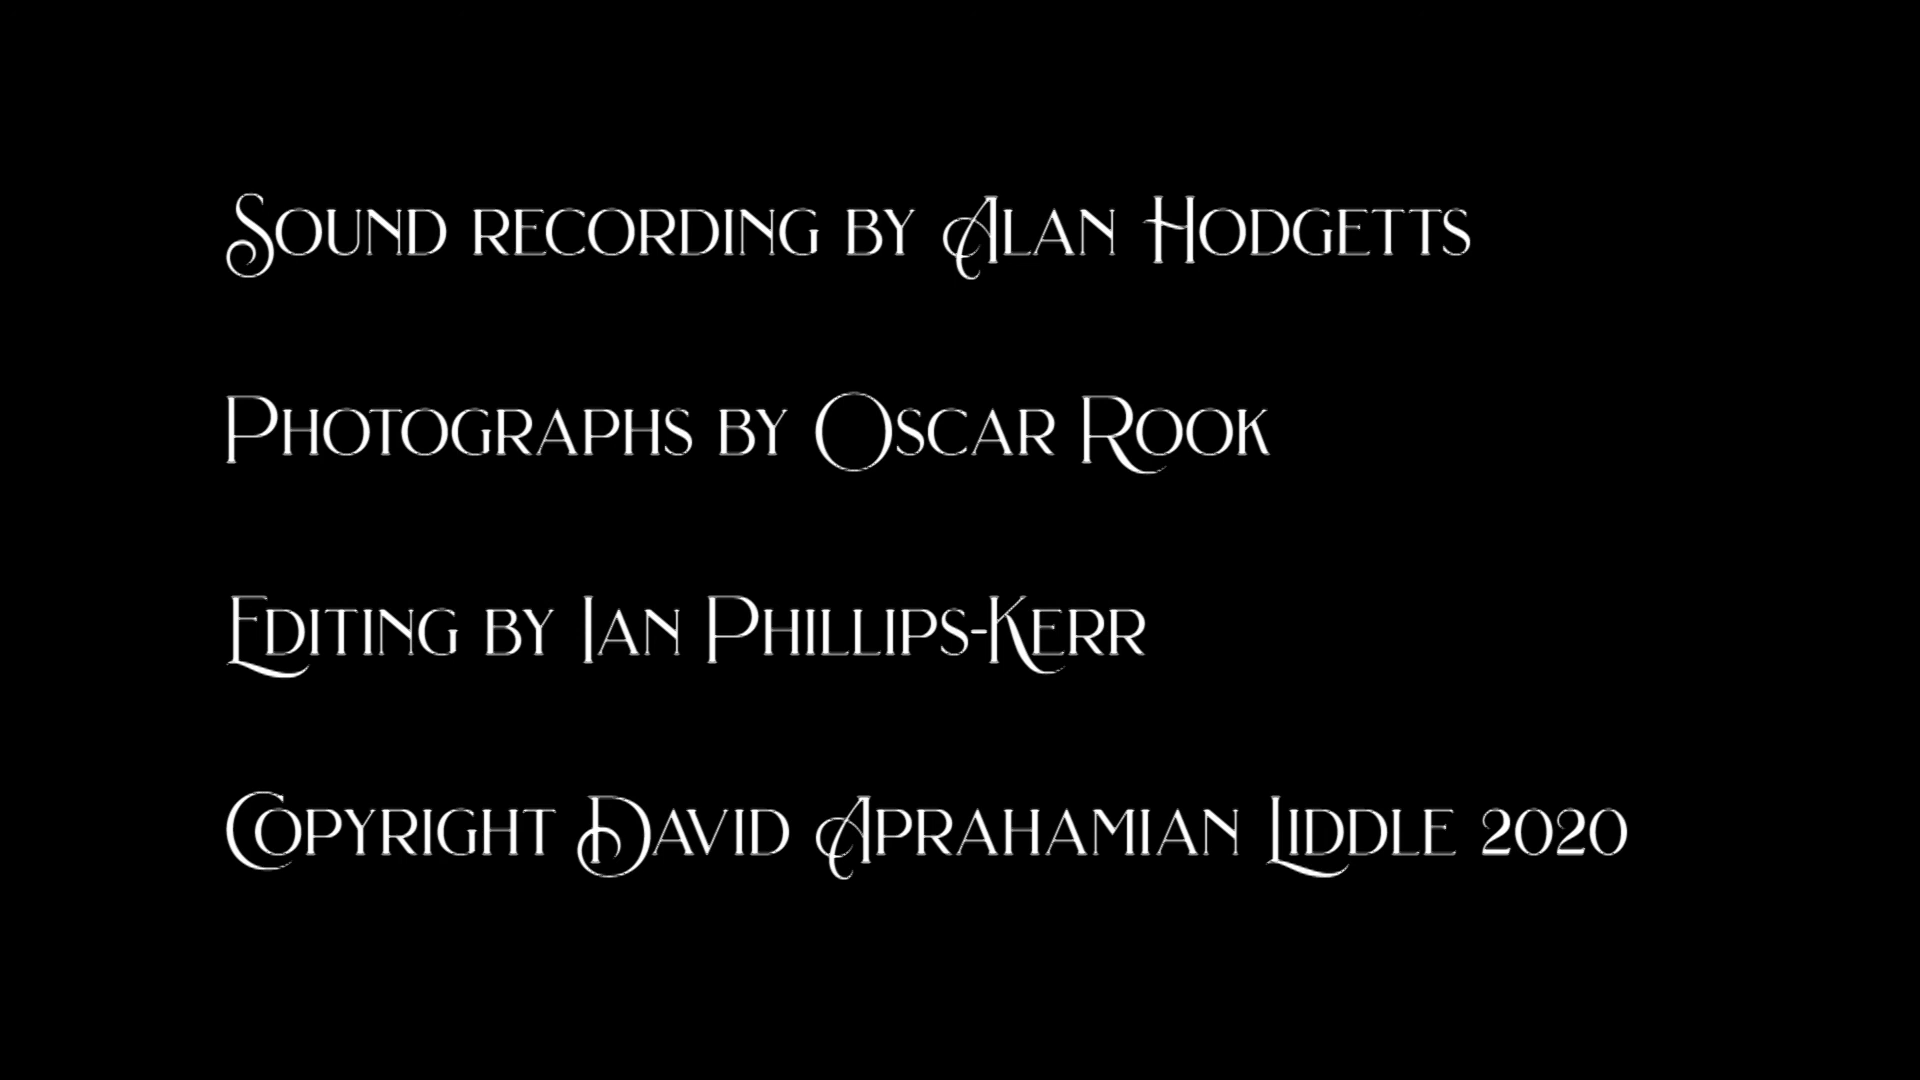 Sound recording by Alan Hodgetts
Photographs by Oscar Rook
Editing by Ian Phillips-Kerr
Copyright David Aprahamian Liddle 2020